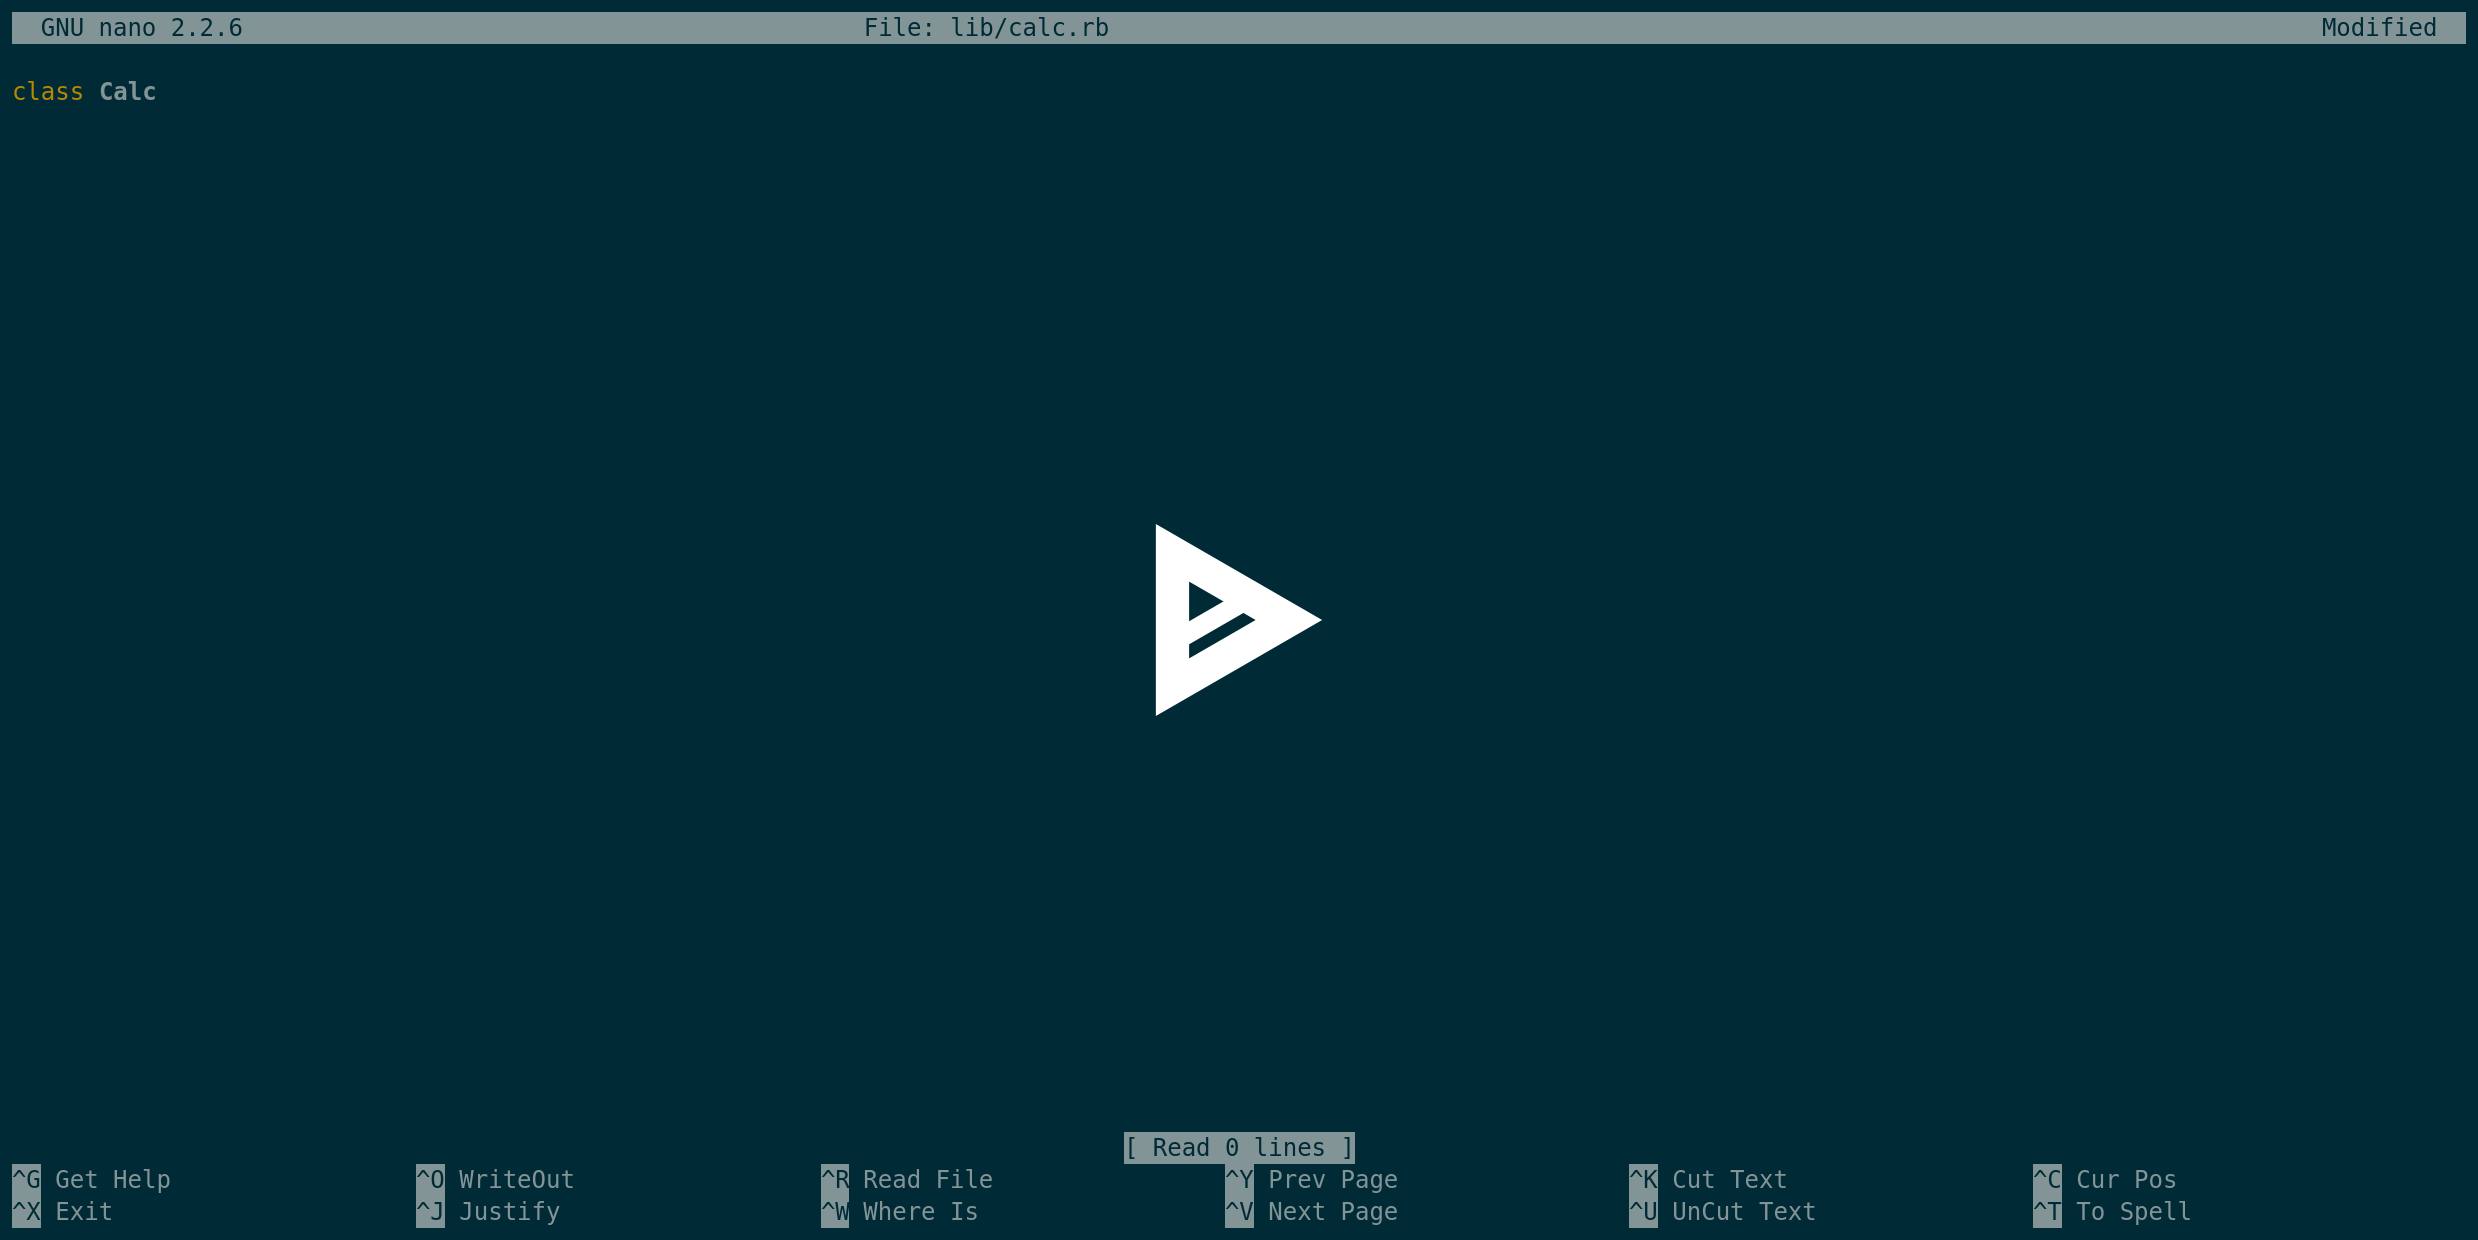 GNU nano 2.2.6 File: lib/calc.rb Modified
class Calc
[ Read 0 lines ]
^G Get Help ^O WriteOut ^R Read File ^Y Prev Page ^K Cut Text ^C Cur Pos
^X Exit ^J Justify ^W Where Is ^V Next Page ^U UnCut Text ^T To Spell